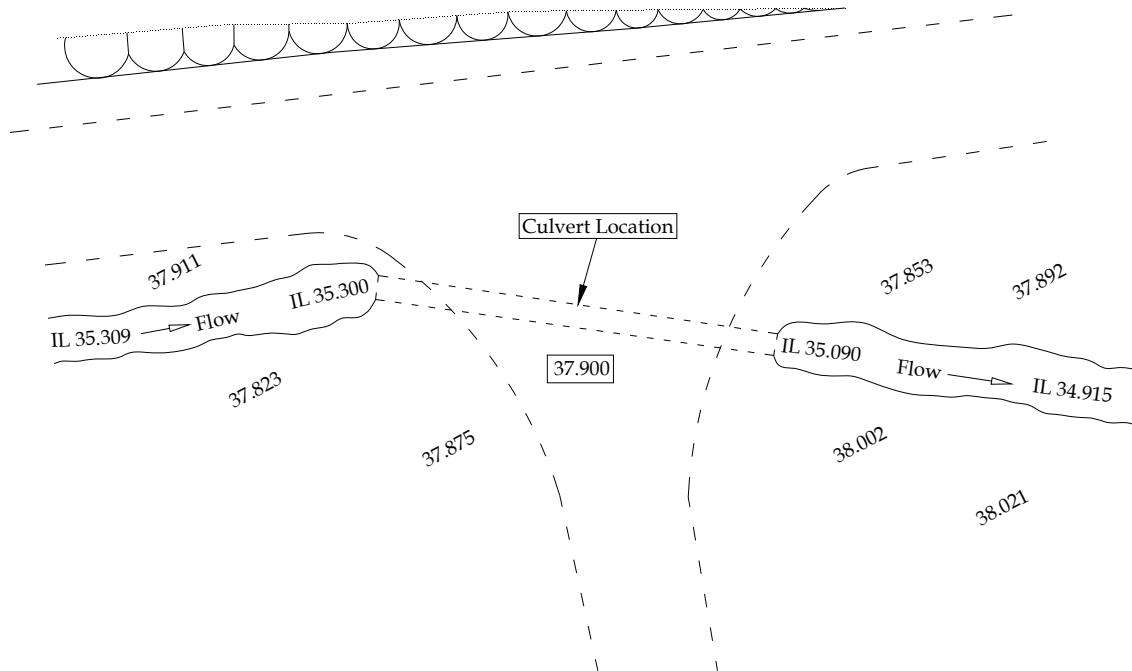 Culvert Location
37.911
37.853
37.892
IL 35.300
IL 35.309
Flow
IL 35.090
37.900
Flow
IL 34.915
37.823
37.875
38.002
38.021